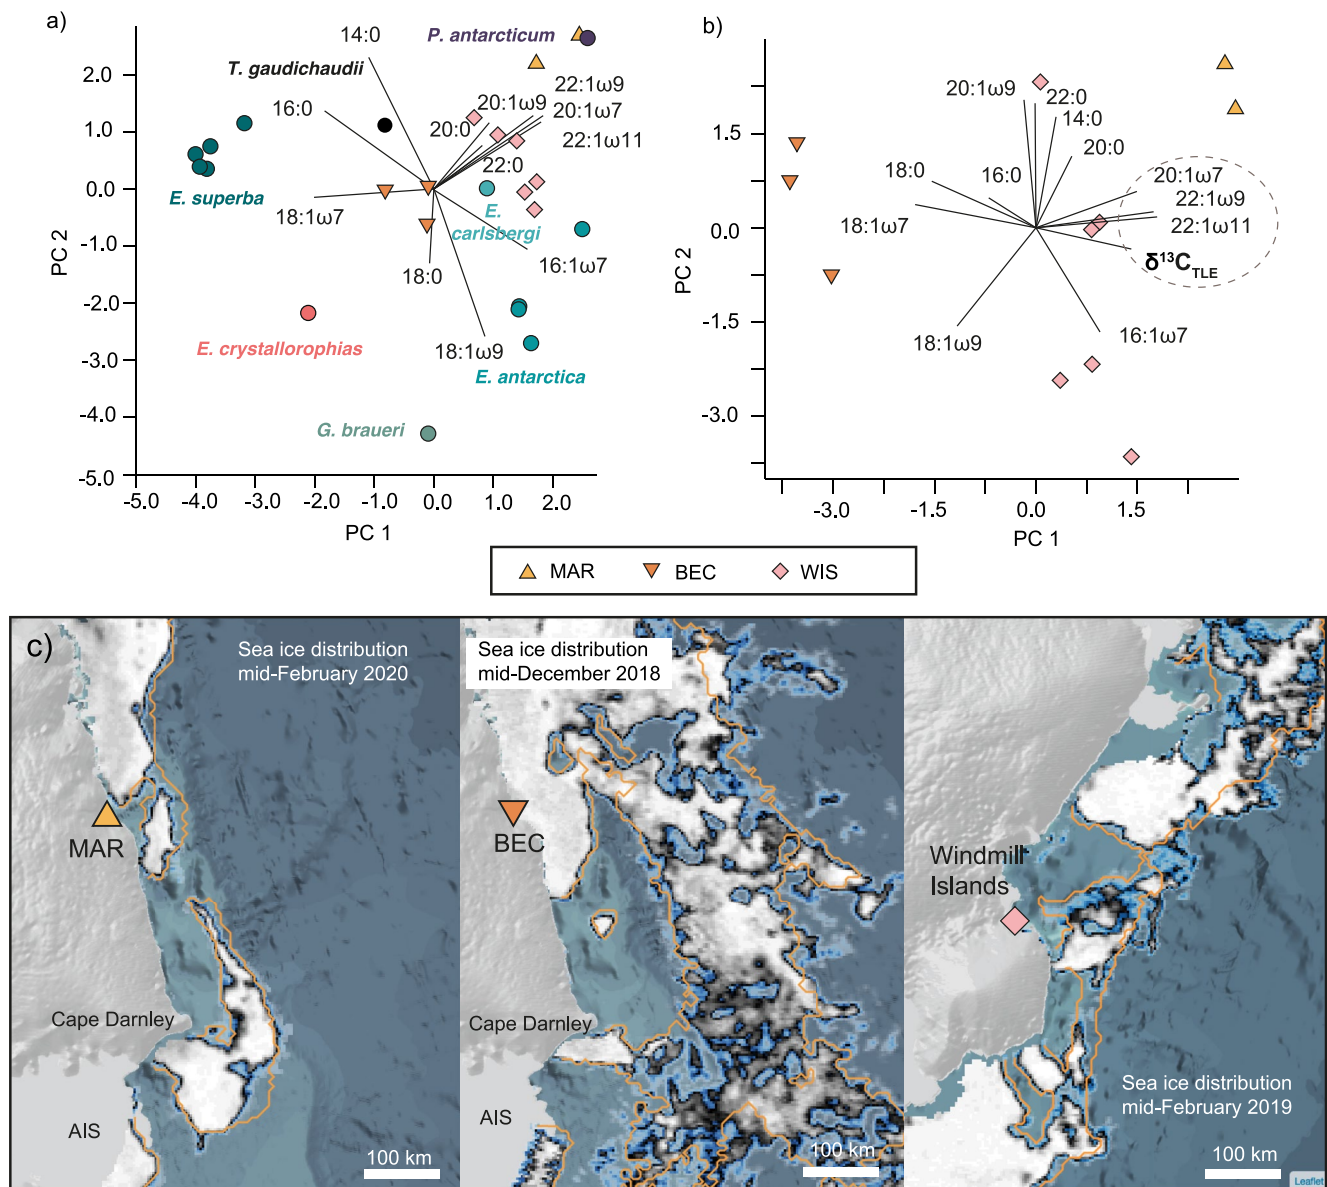 a)
14:0
P. antarcticum
T. gaudichaudii
22:1ω9
16:0
20:1ω9
20:1ω7
20:0
22:1ω11
22:0
E. superba
E.
carlsbergi
18:1ω7
18:0
16:1ω7
E. crystallorophias
18:1ω9
E. antarctica
G. braueri
PC 2
2.0
1.0
0.0
-1.0
-2.0
-3.0
-4.0
-5.0
-5.0
-4.0
-3.0
-2.0
-1.0
0.0
1.0
2.0
PC 1
b)
20:1ω9
22:0
14:0
20:0
18:0
16:0
20:1ω7
22:1ω9
18:1ω7
22:1ω11
δ¹³C_TLE
18:1ω9
16:1ω7
PC 2
1.5
0.0
-1.5
-3.0
-3.0
-1.5
0.0
1.5
PC 1
MAR
BEC
WIS
c)
Sea ice distribution
mid-February 2020
MAR
Cape Darnley
AIS
100 km
Sea ice distribution
mid-December 2018
BEC
Cape Darnley
AIS
100 km
Windmill
Islands
Sea ice distribution
mid-February 2019
100 km
Leaflet